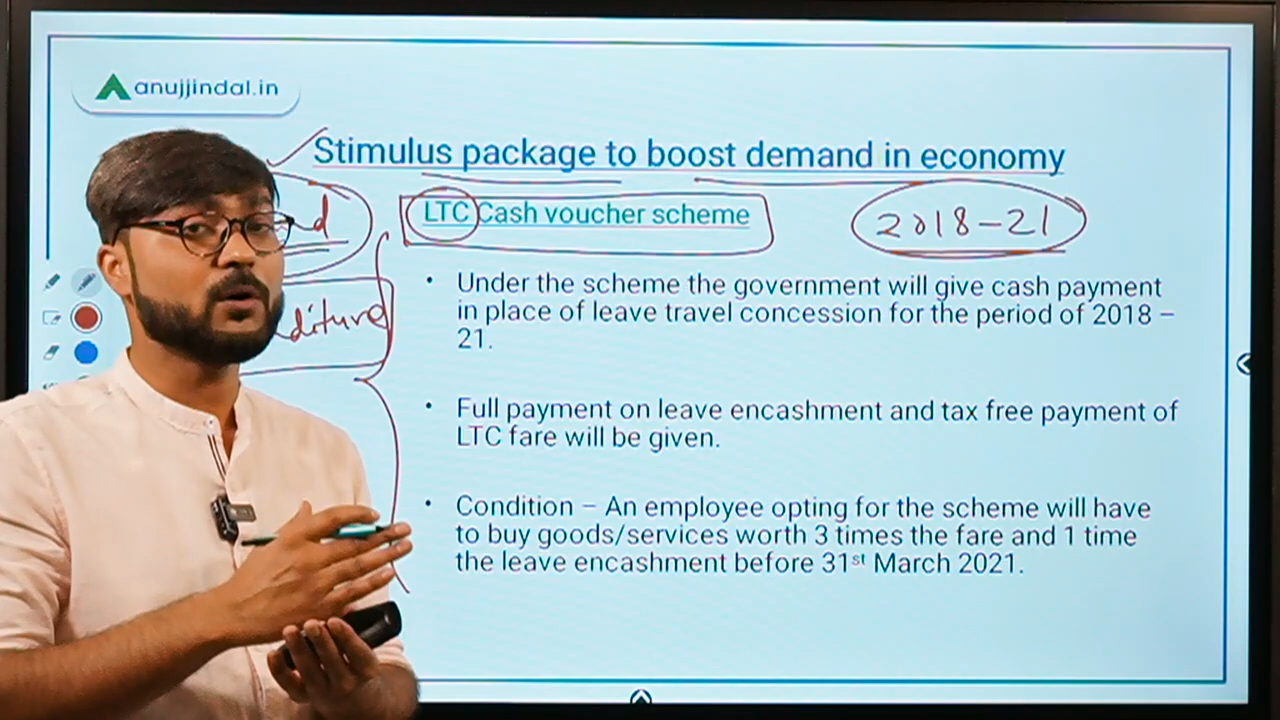 anujjindal.in
Stimulus package to boost demand in economy
LTC Cash voucher scheme
2018-21
• Under the scheme the government will give cash payment
in place of leave travel concession for the period of 2018 –
21.
• Full payment on leave encashment and tax free payment of
LTC fare will be given.
• Condition – An employee opting for the scheme will have
to buy goods/services worth 3 times the fare and 1 time
the leave encashment before 31st March 2021.